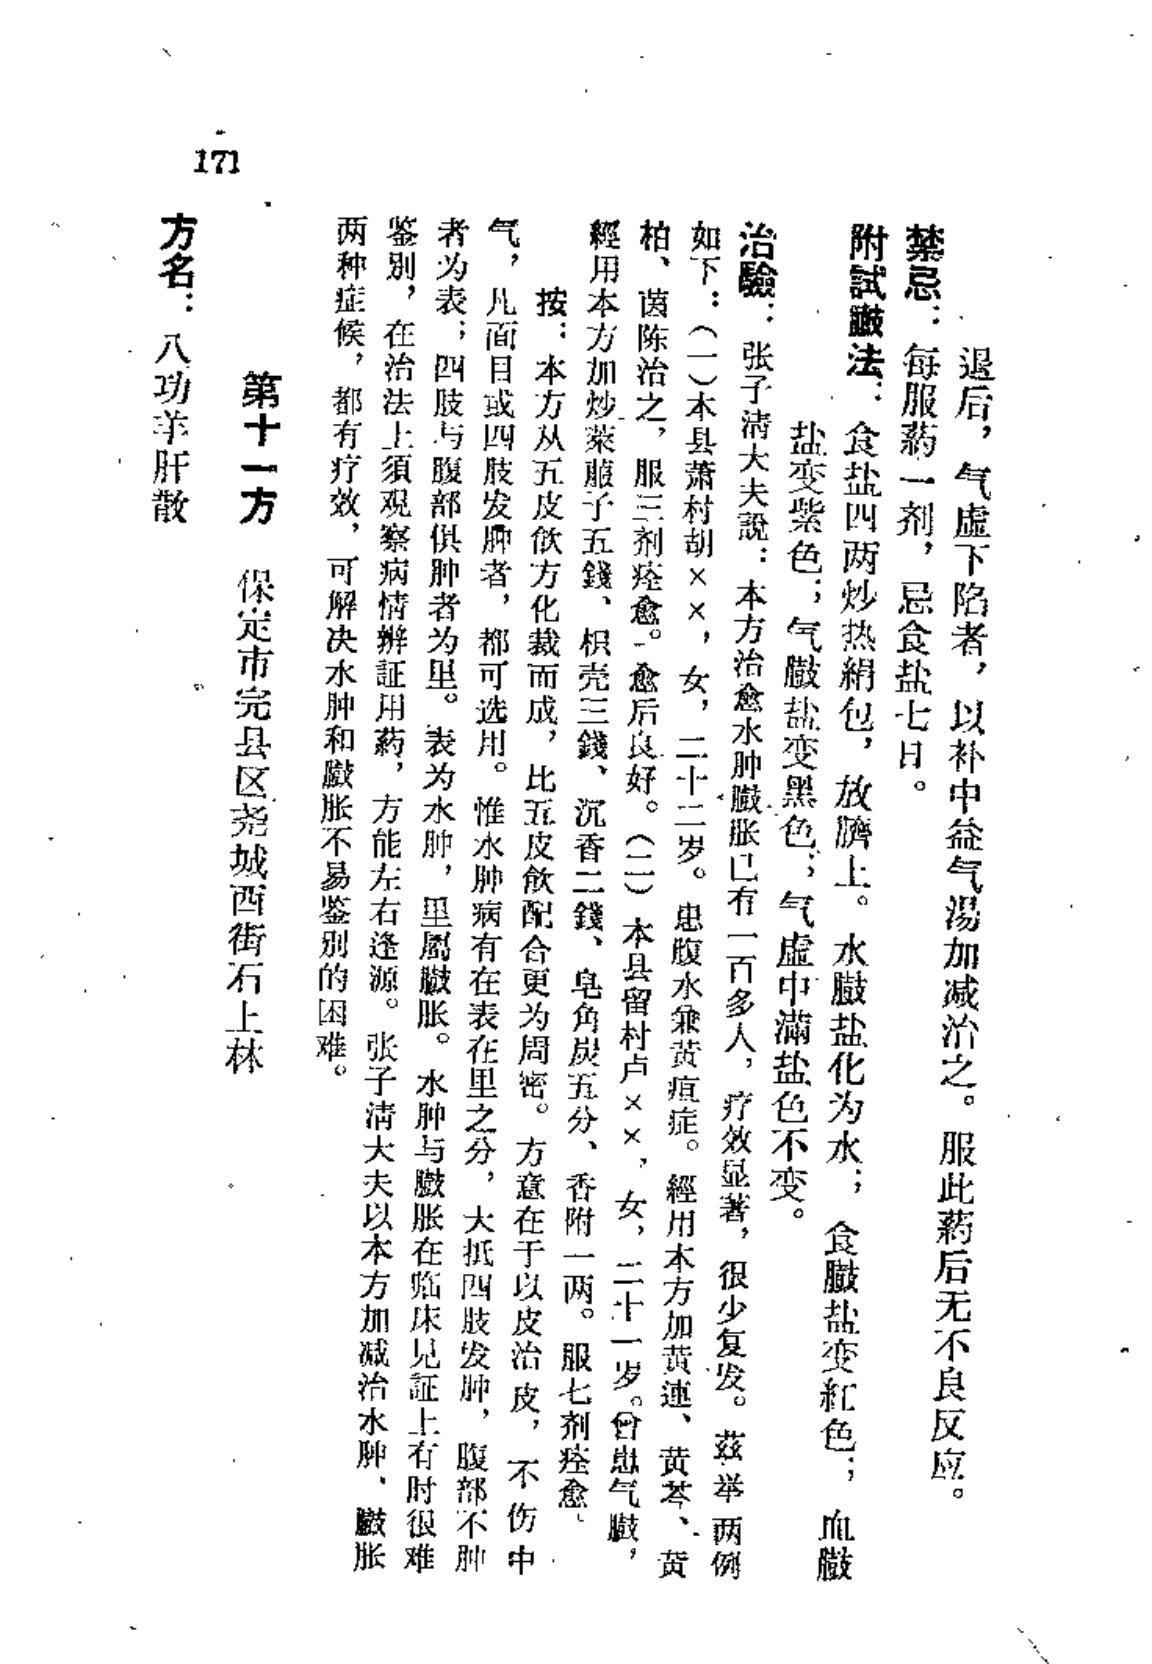 退后，气虚下陷者，以补中益气湯加减治之。服此药后无不良反应。
禁忌：每服药一剂，忌食盐七日。
附試臌法：食盐四两炒热絹包，放臍上。水臌盐化为水；食臌盐变紅色；血臌
盐变紫色；气臌盐变黑色；气虚中滿盐色不变。
治驗：张子清大夫説：本方治愈水肿臌胀已有一百多人，疗效显著，很少复发。茲举两例
如下：（一）本县萧村胡××，女，二十二岁。患腹水兼黄疸症。經用本方加黄連、黄芩、黄
柏、茵陈治之，服三剂痊愈。愈后良好。（二）本县留村卢××，女，二十一岁。曾患气臌，
經用本方加炒萊菔子五錢、枳壳三錢、沉香二錢、皂角炭五分、香附一两。服七剂痊愈。
按：本方从五皮飲方化裁而成，比五皮飲配合更为周密。方意在于以皮治皮，不伤中
气，凡面目或四肢发肿者，都可选用。惟水肿病有在表在里之分，大抵四肢发肿，腹部不肿
者为表；四肢与腹部俱肿者为里。表为水肿，里屬臌胀。水肿与臌胀在临床见証上有时很难
鉴别，在治法上須观察病情辨証用药，方能左右逢源。张子清大夫以本方加减治水肿、臌胀
两种症候，都有疗效，可解决水肿和臌胀不易鉴别的困难。
第十一方 保定市完县区尧城西街石上林
方名：八功羊肝散
171